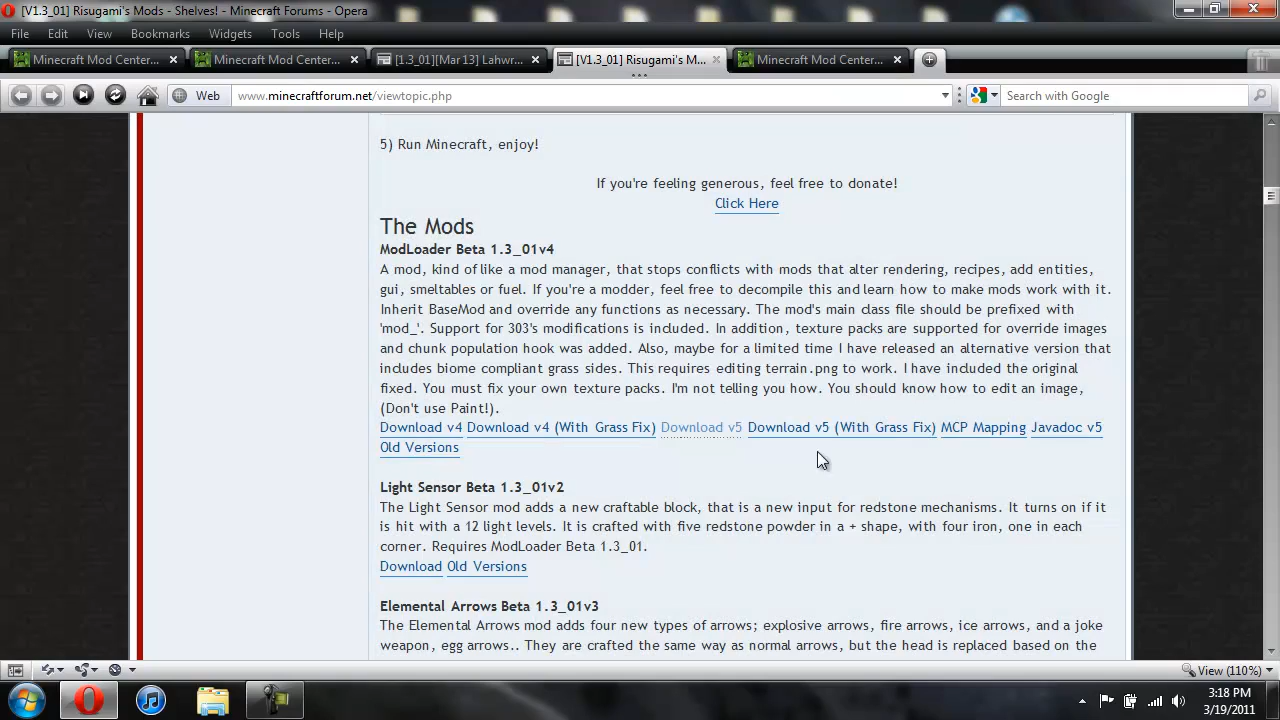 [V1.3_01] Risugami's Mods - Shelves! - Minecraft Forums - Opera
File Edit View Bookmarks Widgets Tools Help
Minecraft Mod Center... Minecraft Mod Center... [1.3_01][Mar 13] Lahwr... [V1.3_01] Risugami's M... Minecraft Mod Center...
Web www.minecraftforum.net/viewtopic.php Search with Google
5) Run Minecraft, enjoy!
If you're feeling generous, feel free to donate!
Click Here
The Mods
ModLoader Beta 1.3_01v4
A mod, kind of like a mod manager, that stops conflicts with mods that alter rendering, recipes, add entities,
gui, smeltables or fuel. If you're a modder, feel free to decompile this and learn how to make mods work with it.
Inherit BaseMod and override any functions as necessary. The mod's main class file should be prefixed with
'mod_'. Support for 303's modifications is included. In addition, texture packs are supported for override images
and chunk population hook was added. Also, maybe for a limited time I have released an alternative version that
includes biome compliant grass sides. This requires editing terrain.png to work. I have included the original
fixed. You must fix your own texture packs. I'm not telling you how. You should know how to edit an image,
(Don't use Paint!).
Download v4 Download v4 (With Grass Fix) Download v5 Download v5 (With Grass Fix) MCP Mapping Javadoc v5
Old Versions
Light Sensor Beta 1.3_01v2
The Light Sensor mod adds a new craftable block, that is a new input for redstone mechanisms. It turns on if it
is hit with a 12 light levels. It is crafted with five redstone powder in a + shape, with four iron, one in each
corner. Requires ModLoader Beta 1.3_01.
Download Old Versions
Elemental Arrows Beta 1.3_01v3
The Elemental Arrows mod adds four new types of arrows; explosive arrows, fire arrows, ice arrows, and a joke
weapon, egg arrows.. They are crafted the same way as normal arrows, but the head is replaced based on the
View (110%)
3:18 PM
3/19/2011